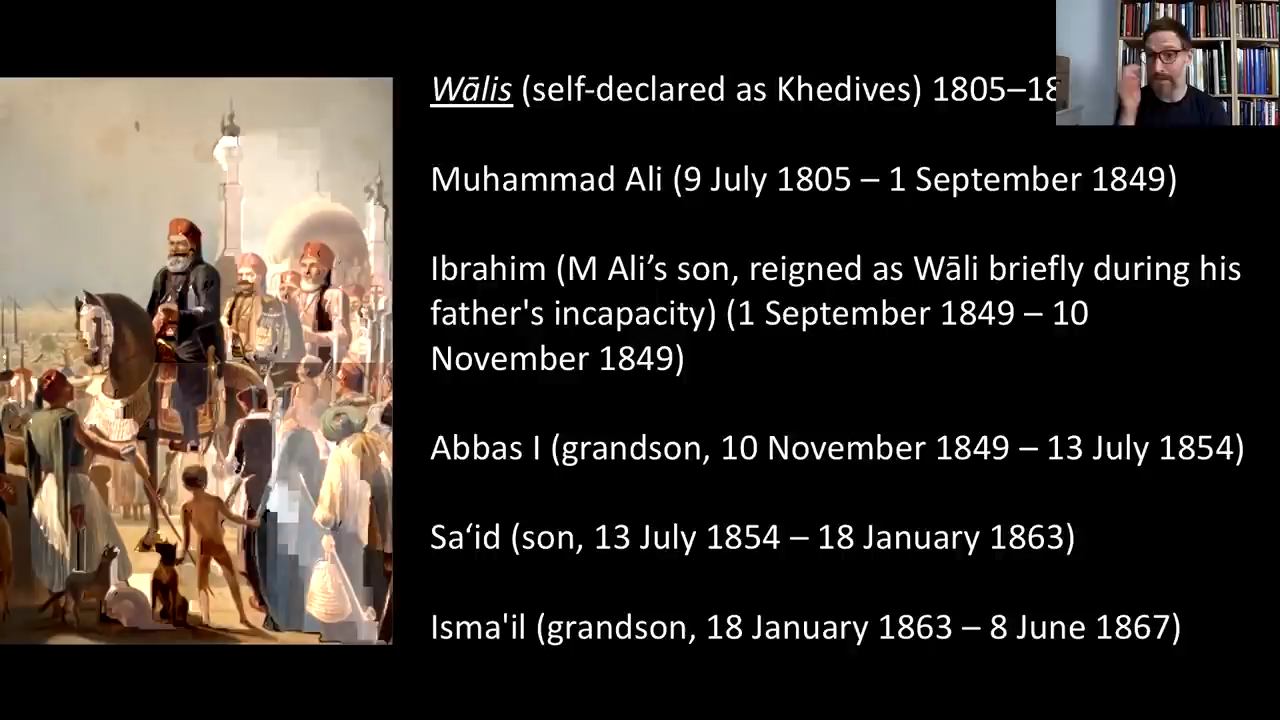 Wālis (self-declared as Khedives) 1805–18
Muhammad Ali (9 July 1805 – 1 September 1849)
Ibrahim (M Ali’s son, reigned as Wāli briefly during his
father's incapacity) (1 September 1849 – 10
November 1849)
Abbas I (grandson, 10 November 1849 – 13 July 1854)
Sa‘id (son, 13 July 1854 – 18 January 1863)
Isma'il (grandson, 18 January 1863 – 8 June 1867)